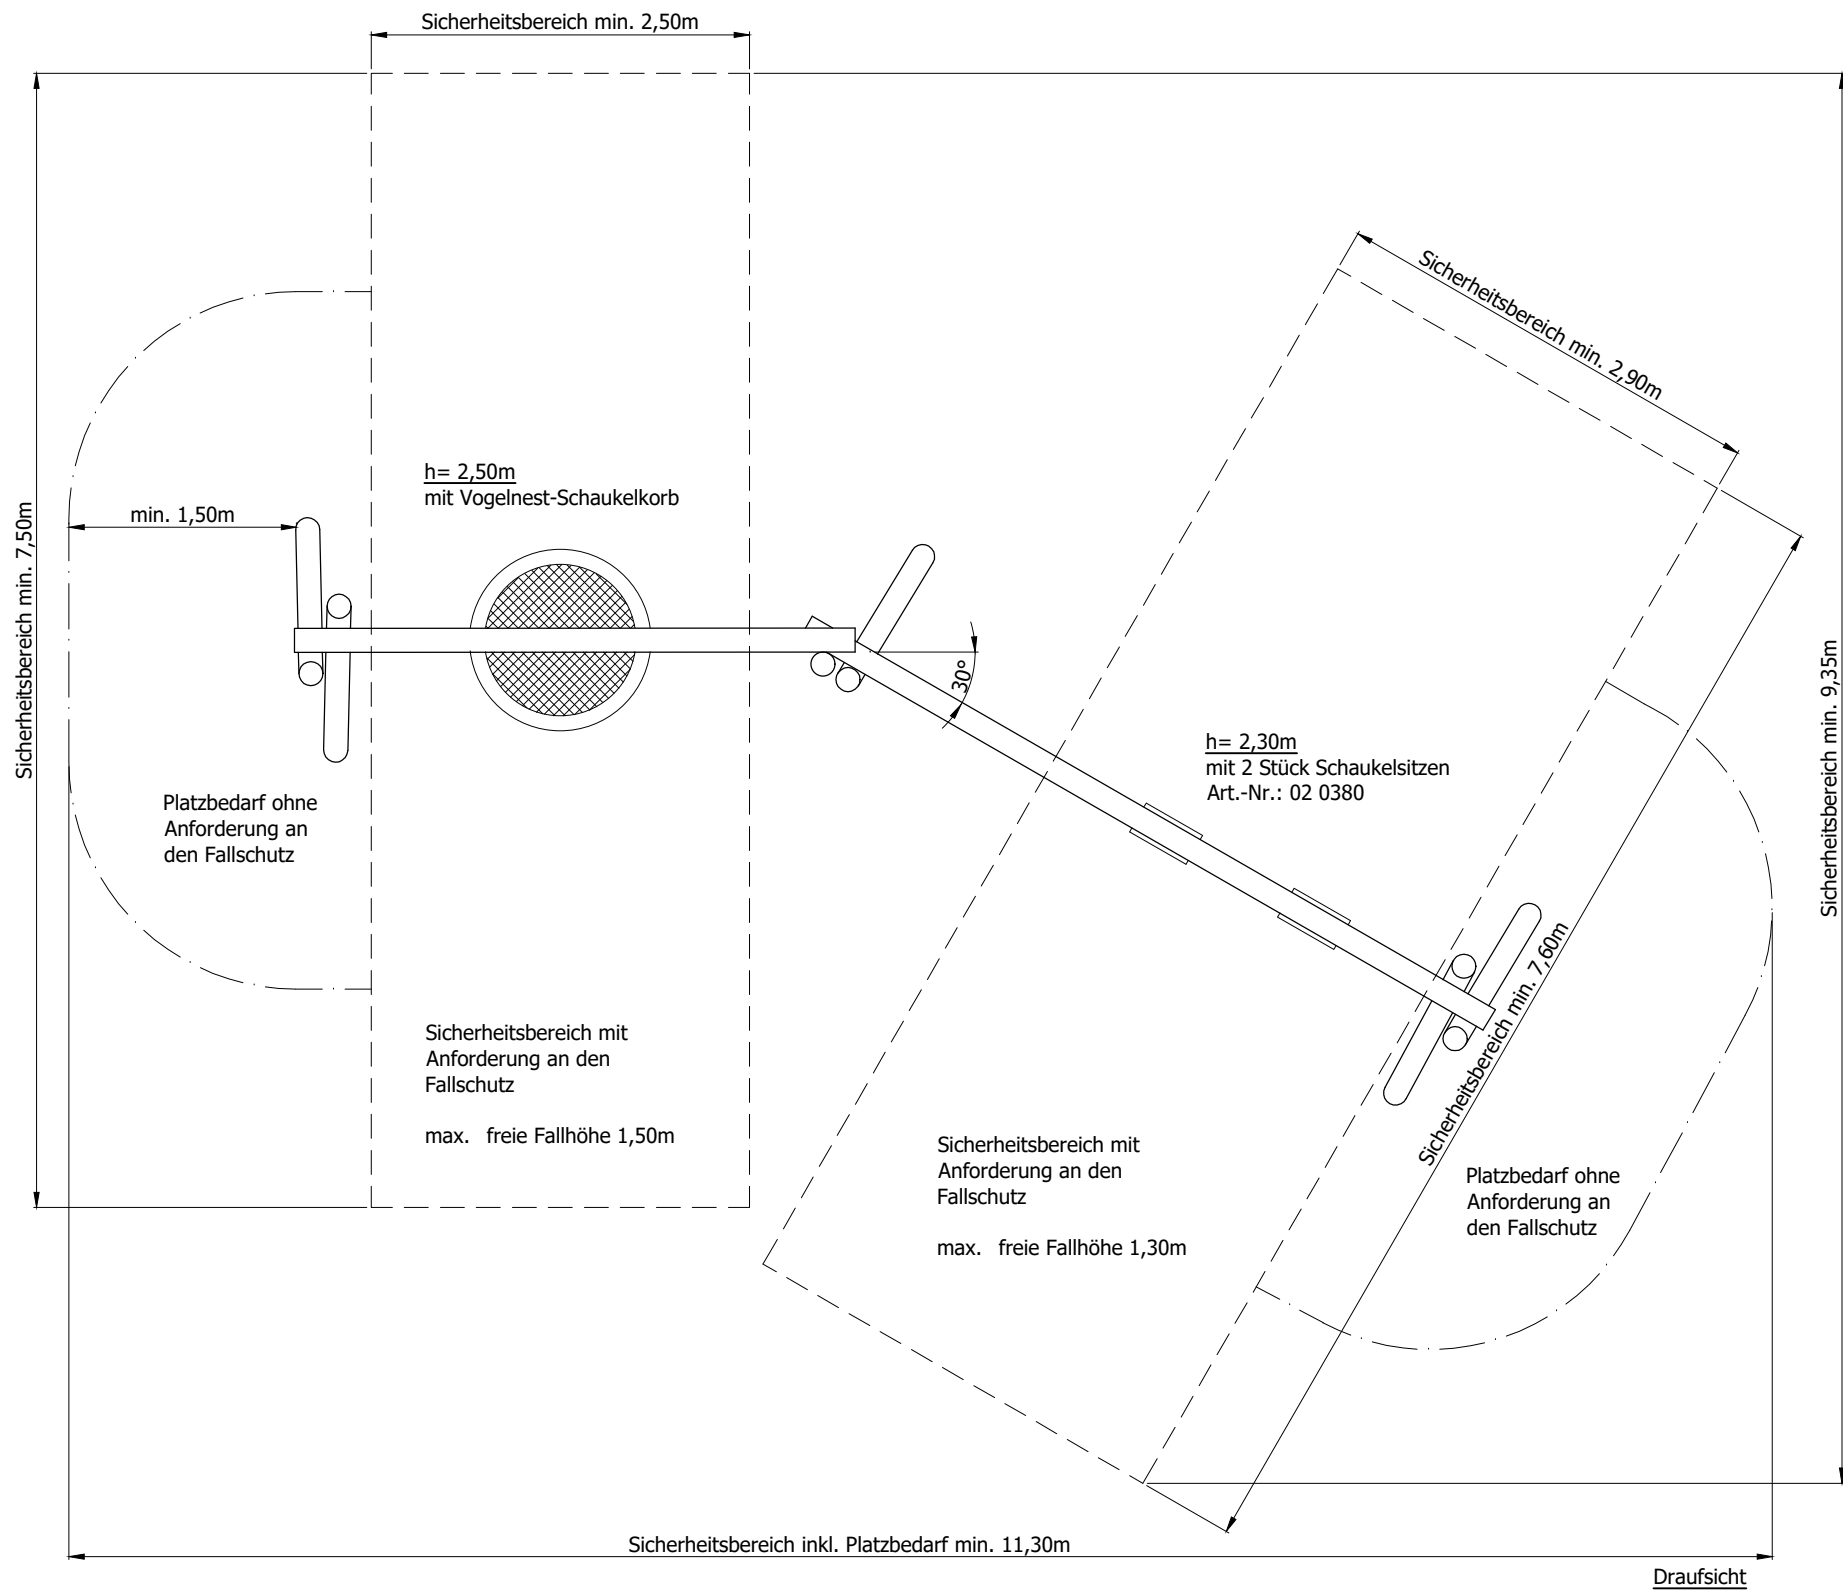 Sicherheitsbereich min. 2,50m
Sicherheitsbereich min. 2,90m
h= 2,50m
mit Vogelnest-Schaukelkorb
min. 1,50m
Sicherheitsbereich min. 7,50m
30°
h= 2,30m
mit 2 Stück Schaukelsitzen
Art.-Nr.: 02 0380
Sicherheitsbereich min. 9,35m
Platzbedarf ohne
Anforderung an
den Fallschutz
Sicherheitsbereich min. 7,60m
Sicherheitsbereich mit
Anforderung an den
Fallschutz
max. freie Fallhöhe 1,50m
Sicherheitsbereich mit
Anforderung an den
Fallschutz
max. freie Fallhöhe 1,30m
Platzbedarf ohne
Anforderung an
den Fallschutz
Sicherheitsbereich inkl. Platzbedarf min. 11,30m
Draufsicht